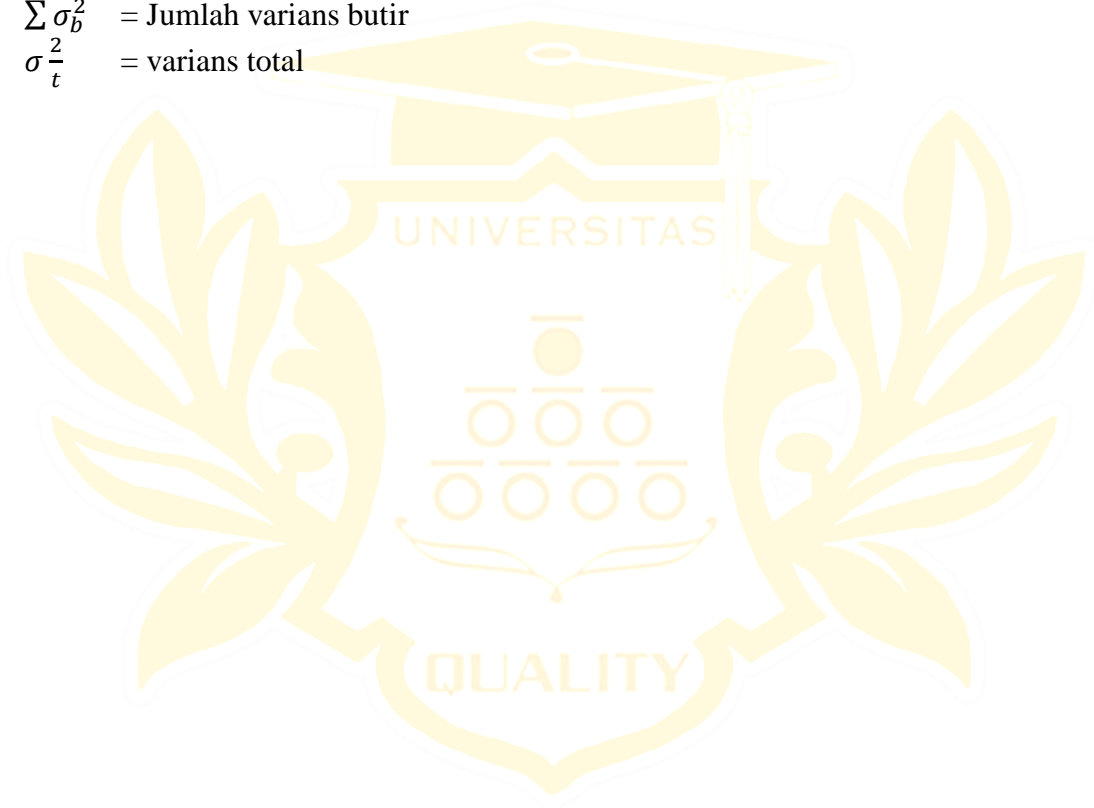 ∑ σ_b^2 = Jumlah varians butir
σ 2/t = varians total
UNIVERSITAS
QUALITY